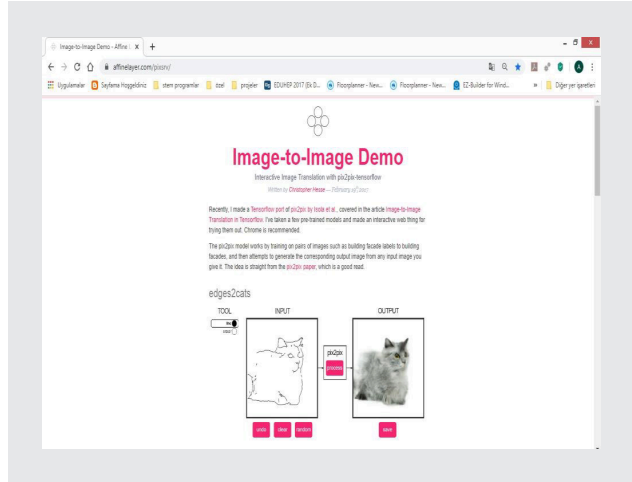 Image-to-Image Demo - Affine L
affinelayer.com/pixsrv/
Uygulamalar Sayfama Hoşgeldiniz stem programlar özel projeler EDUHEP 2017 (Ek D... Floorplanner - New... Floorplanner - New... EZ-Builder for Wind... » Diğer yer işaretleri
Image-to-Image Demo
Interactive Image Translation with pix2pix-tensorflow
Written by Christopher Hesse — February
Recently, I made a Tensorflow port of pix2pix by Isola et al., covered in the article Image-to-Image
Translation in Tensorflow. I've taken a few pre-trained models and made an interactive web thing for
trying them out. Chrome is recommended.
The pix2pix model works by training on pairs of images such as building facade labels to building
facades, and then attempts to generate the corresponding output image from any input image you
give it. The idea is straight from the pix2pix paper, which is a good read.
edges2cats
TOOL INPUT OUTPUT
line
pix2pix
process
undo clear random save